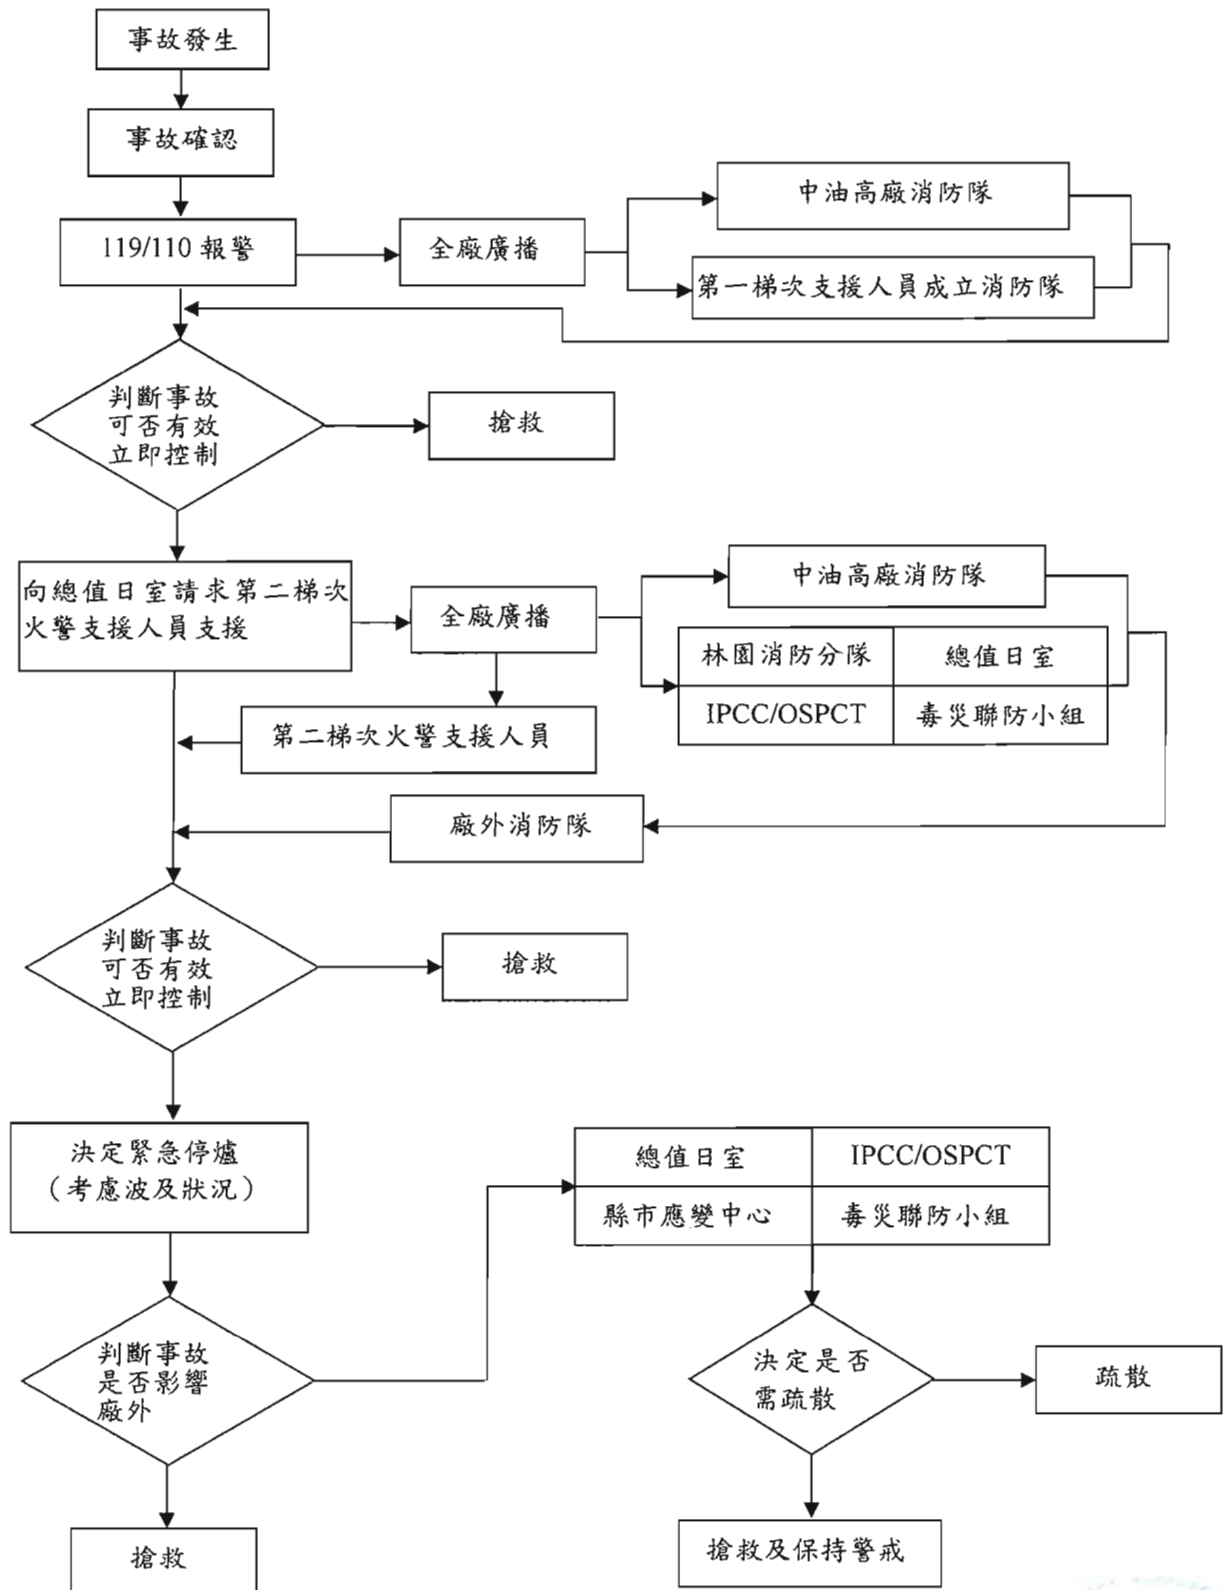 事故發生
事故確認
119/110 報警
全廠廣播
中油高廠消防隊
第一梯次支援人員成立消防隊
判斷事故
可否有效
立即控制
搶救
向總值日室請求第二梯次
火警支援人員支援
全廠廣播
中油高廠消防隊
林園消防分隊
總值日室
IPCC/OSPCT
毒災聯防小組
第二梯次火警支援人員
廠外消防隊
判斷事故
可否有效
立即控制
搶救
決定緊急停爐
（考慮波及狀況）
總值日室
IPCC/OSPCT
縣市應變中心
毒災聯防小組
判斷事故
是否影響
廠外
決定是否
需疏散
疏散
搶救
搶救及保持警戒